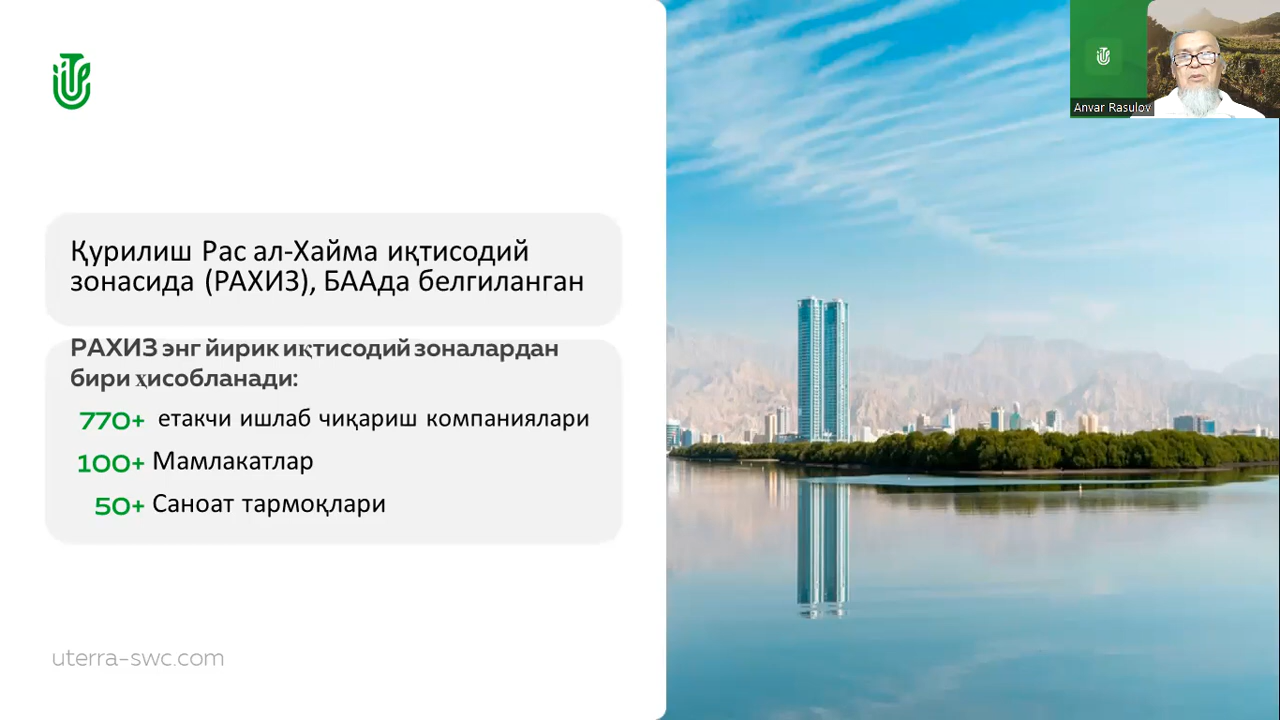 Қурилиш Рас ал-Хайма иқтисодий
зонасида (РАХИЗ), БААда белгиланган
РАХИЗ энг йирик иқтисодий зоналардан
бири ҳисобланади:
770+ етакчи ишлаб чиқариш компаниялари
100+ Мамлакатлар
50+ Саноат тармоқлари
uterra-swc.com
Anvar Rasulov